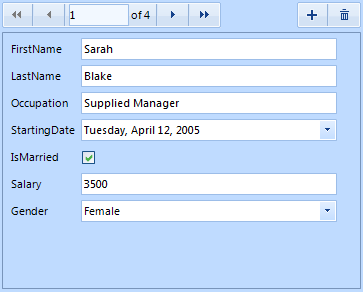 1 of 4
FirstName Sarah
LastName Blake
Occupation Supplied Manager
StartingDate Tuesday, April 12, 2005
IsMarried
Salary 3500
Gender Female